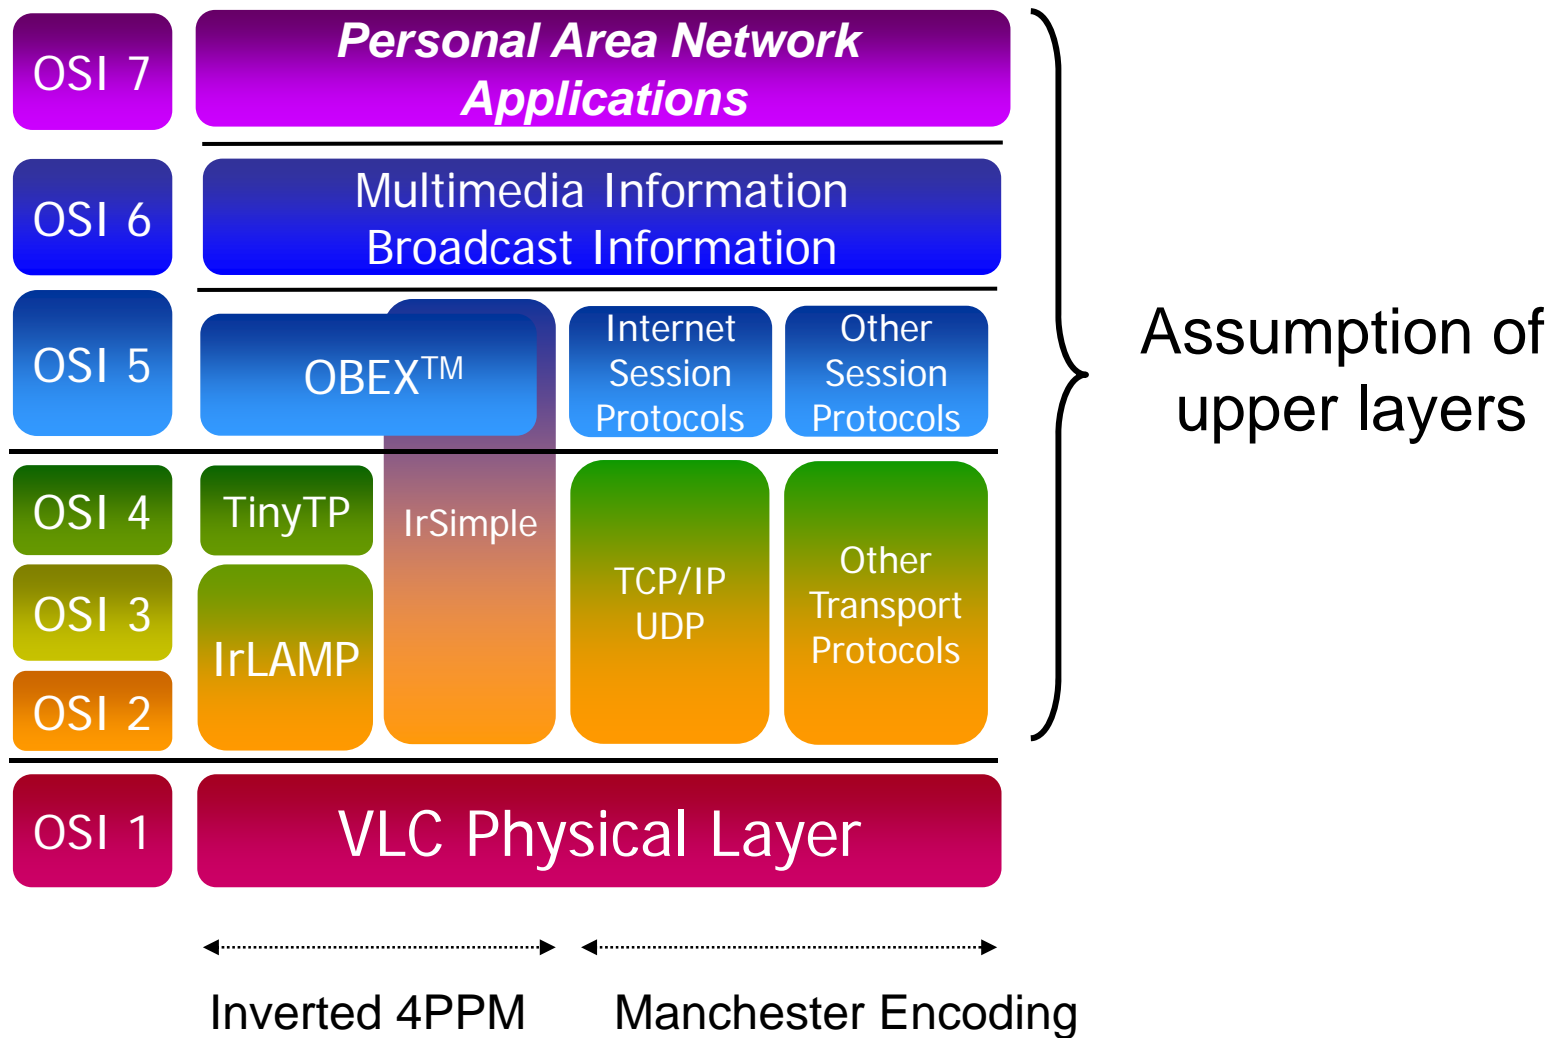 OSI 7
Personal Area Network
Applications
OSI 6
Multimedia Information
Broadcast Information
OSI 5
OBEX™
Internet
Session
Protocols
Other
Session
Protocols
Assumption of
upper layers
OSI 4
TinyTP
IrSimple
OSI 3
IrLAMP
TCP/IP
UDP
Other
Transport
Protocols
OSI 2
OSI 1
VLC Physical Layer
Inverted 4PPM
Manchester Encoding